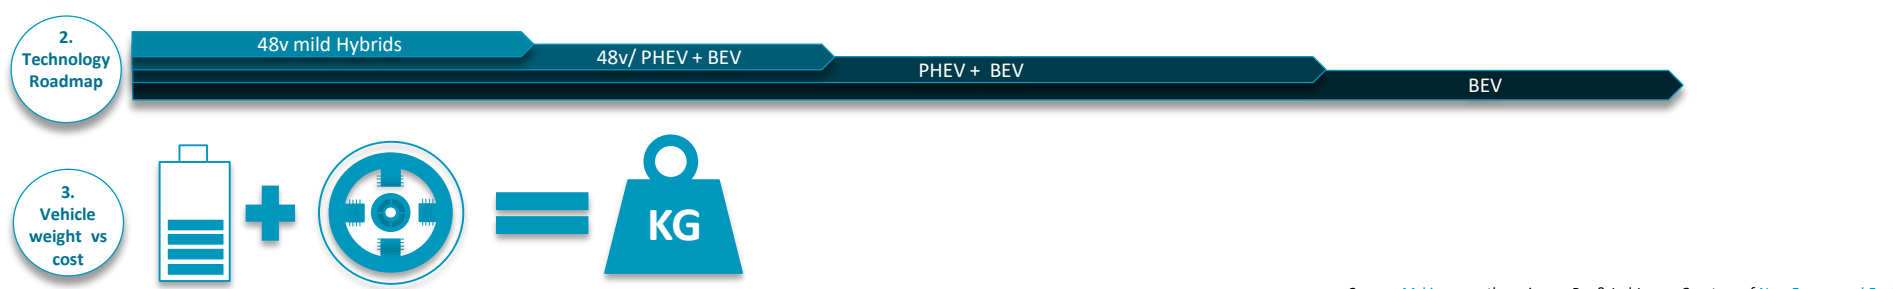 2.
Technology
Roadmap
48v mild Hybrids
48v/ PHEV + BEV
PHEV + BEV
BEV
3.
Vehicle
weight vs
cost
KG